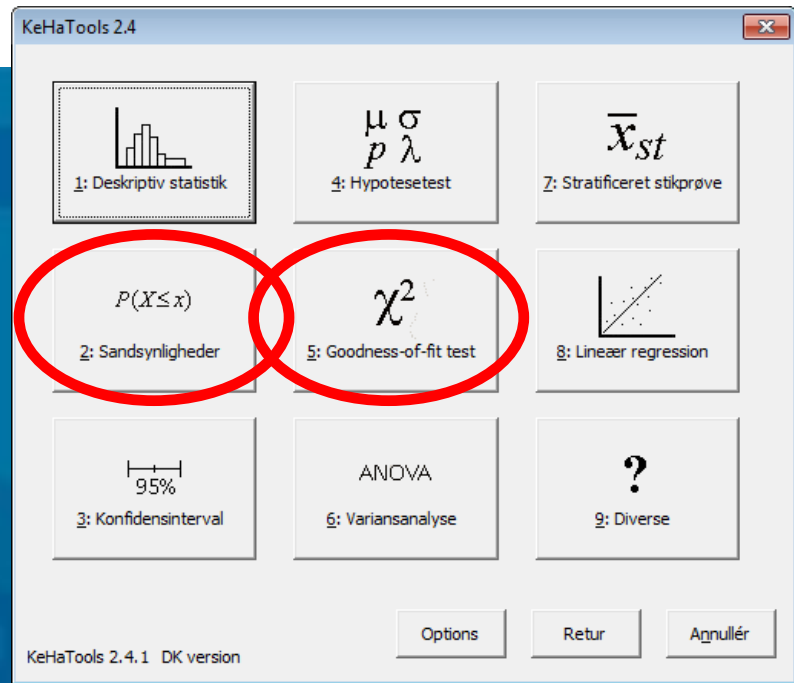 KeHaTools 2.4
1: Deskriptiv statistik
μ σ
p λ
4: Hypotesetest
x̅st
7: Stratificeret stikprøve
P(X≤x)
2: Sandsynligheder
χ²
5: Goodness-of-fit test
8: Lineær regression
95%
3: Konfidensinterval
ANOVA
6: Variansanalyse
?
9: Diverse
Options
Retur
Annullér
KeHaTools 2.4.1 DK version